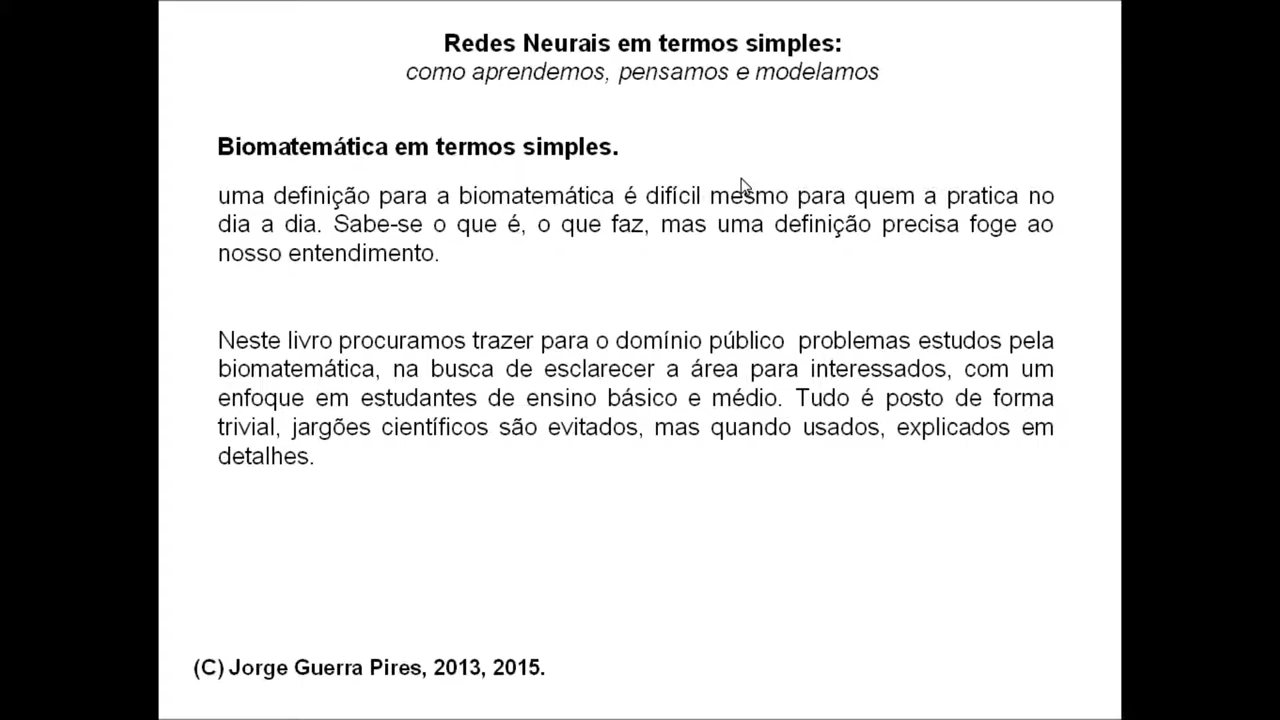 Redes Neurais em termos simples:
como aprendemos, pensamos e modelamos
Biomatemática em termos simples.
uma definição para a biomatemática é difícil mesmo para quem a pratica no
dia a dia. Sabe-se o que é, o que faz, mas uma definição precisa foge ao
nosso entendimento.
Neste livro procuramos trazer para o domínio público problemas estudos pela
biomatemática, na busca de esclarecer a área para interessados, com um
enfoque em estudantes de ensino básico e médio. Tudo é posto de forma
trivial, jargões científicos são evitados, mas quando usados, explicados em
detalhes.
(C) Jorge Guerra Pires, 2013, 2015.